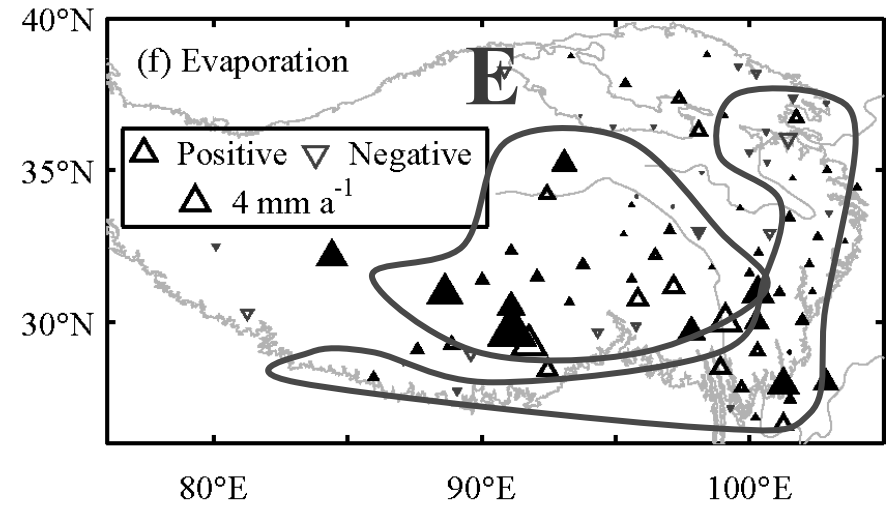 40°N
(f) Evaporation
E
Positive
Negative
35°N
4 mm a⁻¹
30°N
80°E
90°E
100°E